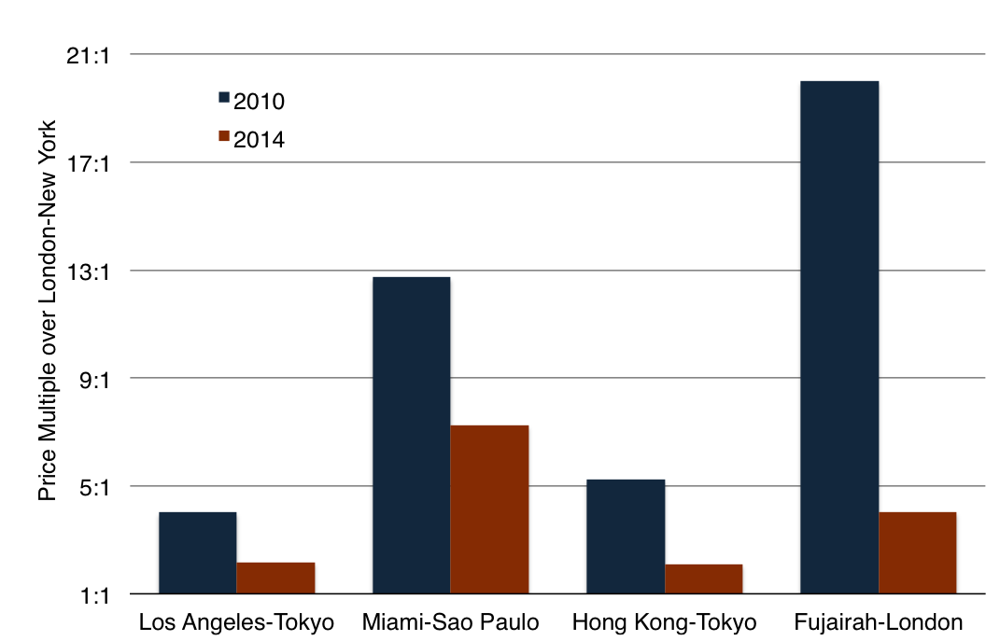 21:1
2010
2014
17:1
13:1
9:1
5:1
1:1
Price Multiple over London-New York
Los Angeles-Tokyo
Miami-Sao Paulo
Hong Kong-Tokyo
Fujairah-London